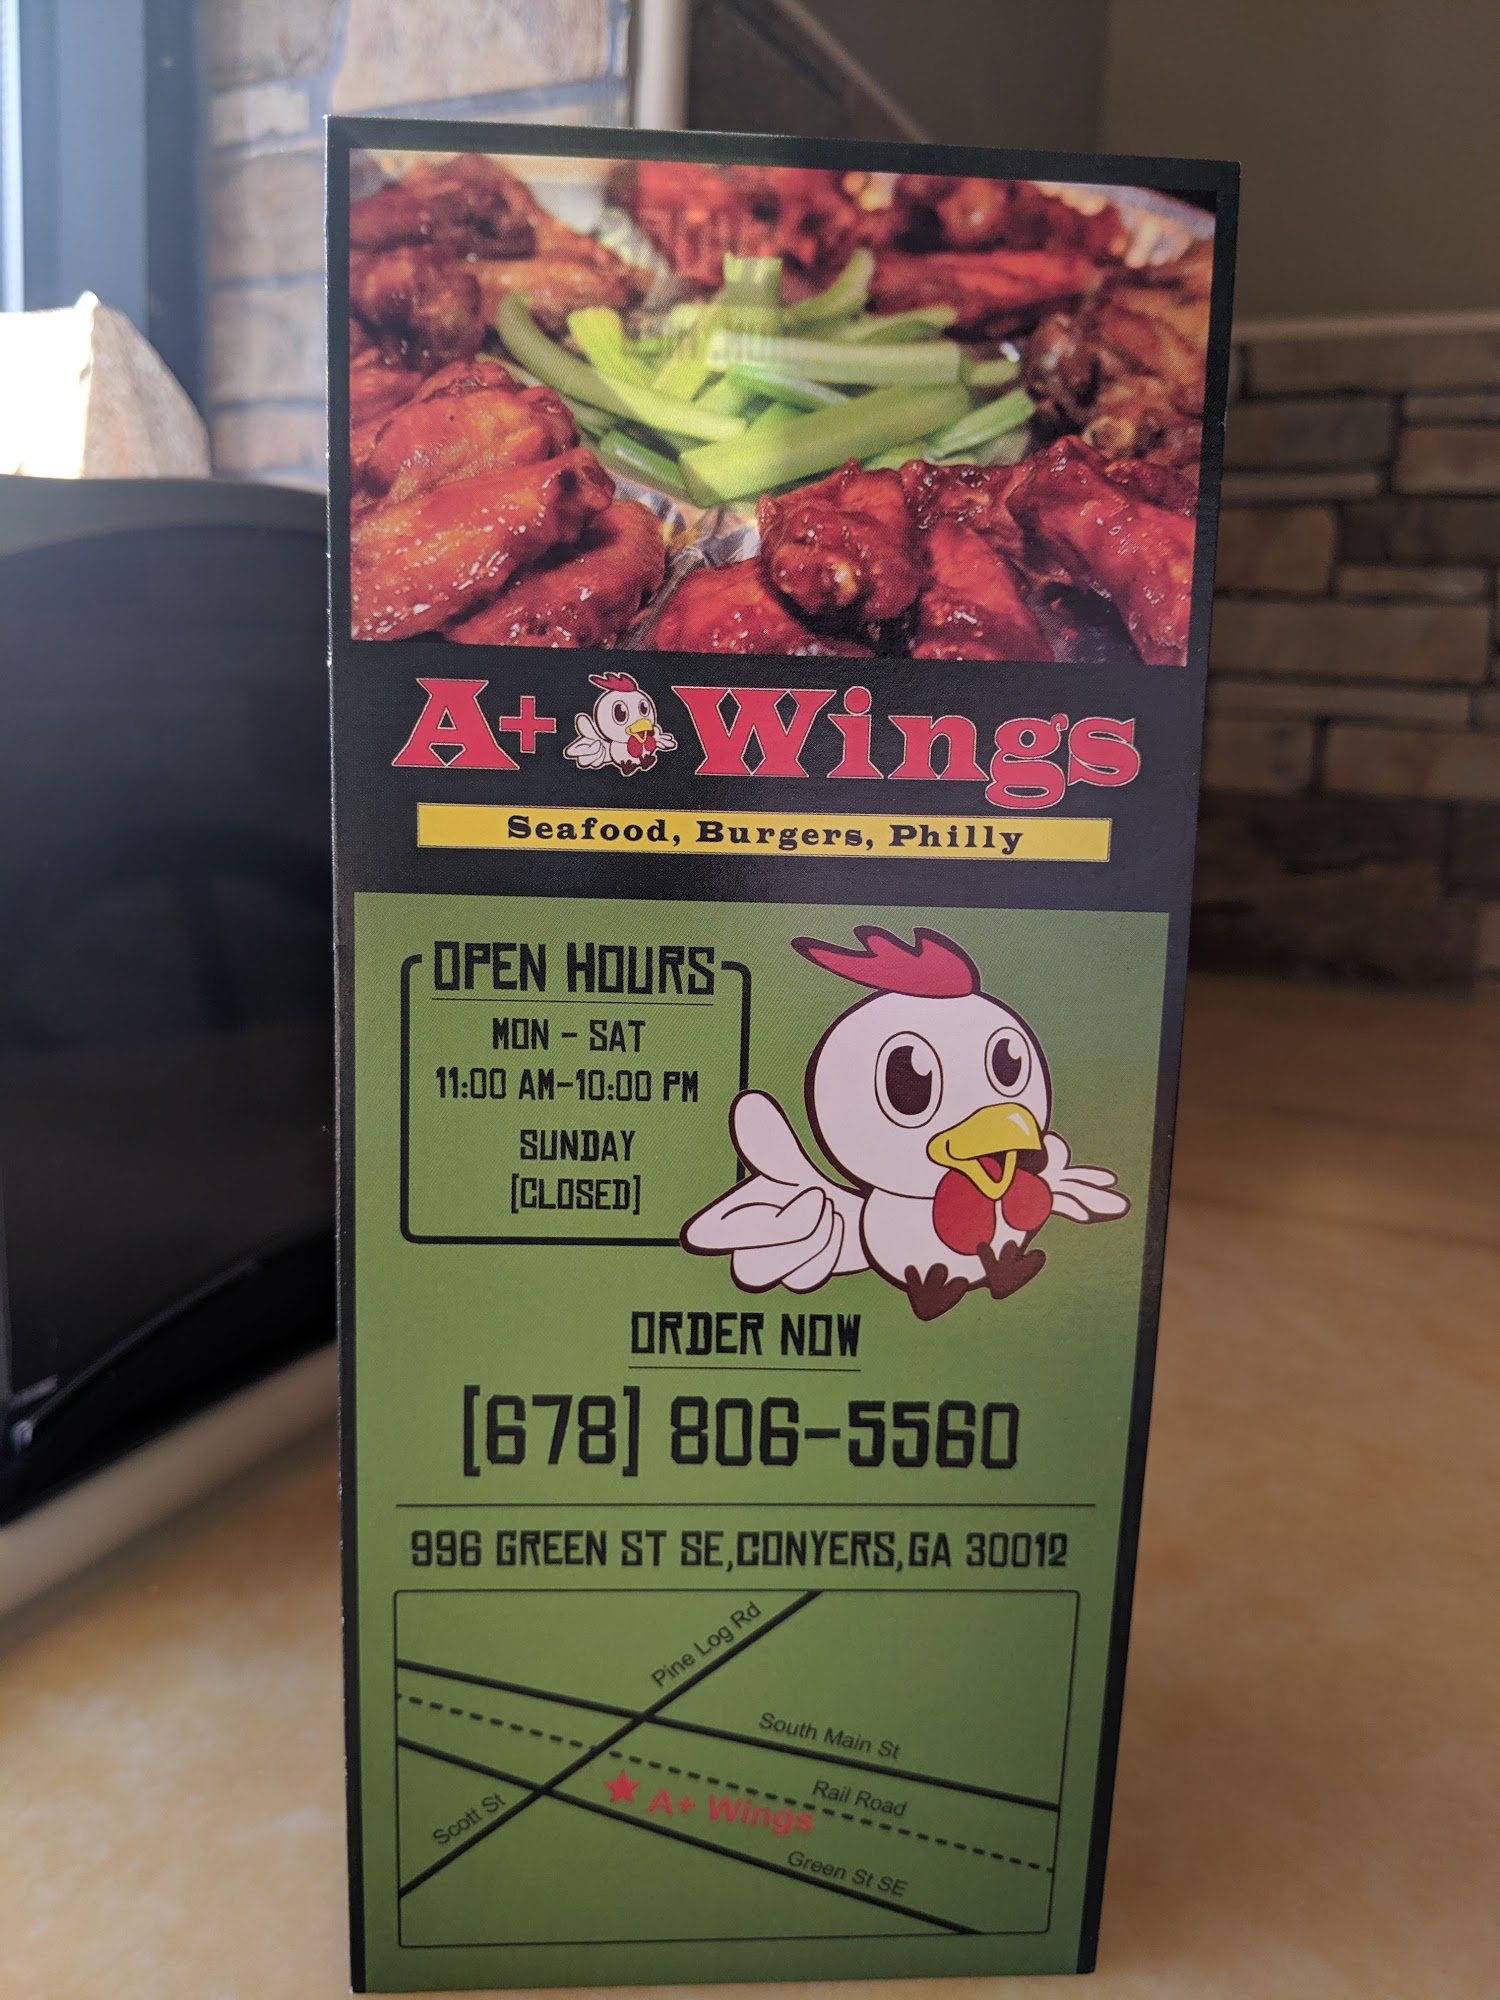 A+ Wings
Seafood, Burgers, Philly
OPEN HOURS
MON - SAT
11:00 AM-10:00 PM
SUNDAY
[CLOSED]
ORDER NOW
[678] 806-5560
996 GREEN ST SE,CONYERS,GA 30012
Pine Log Rd
South Main St
Rail Road
A+ Wings
Scott St
Green St SE